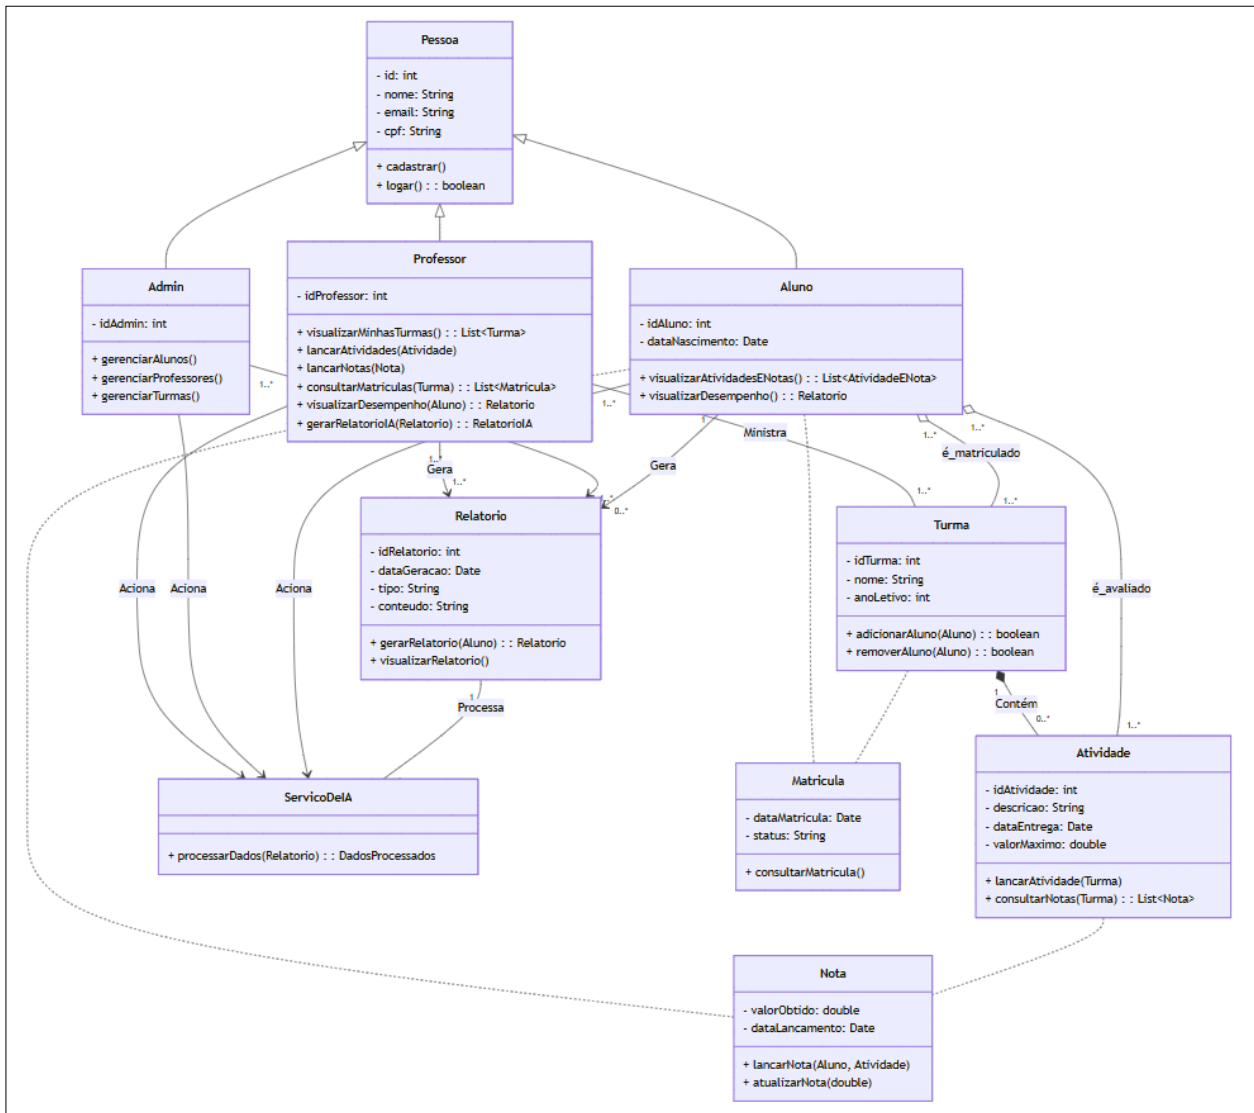 Pessoa
- id: int
- nome: String
- email: String
- cpf: String
+ cadastrar()
+ logar() : : boolean
Admin
- idAdmin: int
+ gerenciarAlunos()
+ gerenciarProfessores()
+ gerenciarTurmas()
Professor
- idProfessor: int
+ visualizarMinhasTurmas() : : List<Turma>
+ lancarAtividades(Atividade)
+ lancarNotas(Nota)
+ consultarMatriculas(Turma) : : List<Matricula>
+ visualizarDesempenho(Aluno) : : Relatorio
+ gerarRelatorioIA(Relatorio) : : RelatorioIA
Aluno
- idAluno: int
- dataNascimento: Date
+ visualizarAtividadesENotas() : : List<AtividadeENota>
+ visualizarDesempenho() : : Relatorio
1..*
1..*
1
Ministra
1..*
1..*
é_matriculado
1..*
Gera
1..*
Gera
0..*
1..*
1..*
Relatorio
- idRelatorio: int
- dataGeracao: Date
- tipo: String
- conteudo: String
+ gerarRelatorio(Aluno) : : Relatorio
+ visualizarRelatorio()
Turma
- idTurma: int
- nome: String
- anoLetivo: int
+ adicionarAluno(Aluno) : : boolean
+ removerAluno(Aluno) : : boolean
Aciona
Aciona
Aciona
é_avaliado
1
Processa
1
Contém
0..*
1..*
ServicoDeIA
+ processarDados(Relatorio) : : DadosProcessados
Matricula
- dataMatricula: Date
- status: String
+ consultarMatricula()
Atividade
- idAtividade: int
- descricao: String
- dataEntrega: Date
- valorMaximo: double
+ lancarAtividade(Turma)
+ consultarNotas(Turma) : : List<Nota>
Nota
- valorObtido: double
- dataLancamento: Date
+ lancarNota(Aluno, Atividade)
+ atualizarNota(double)